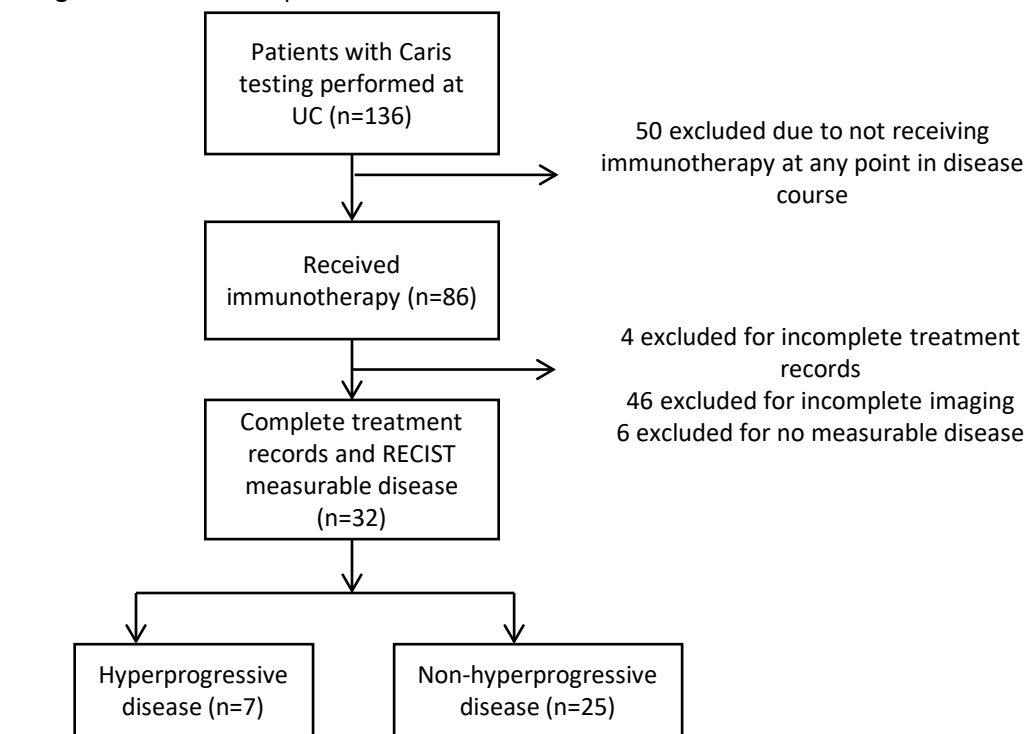 Patients with Caris
testing performed at
UC (n=136)
50 excluded due to not receiving
immunotherapy at any point in disease
course
Received
immunotherapy (n=86)
4 excluded for incomplete treatment
records
46 excluded for incomplete imaging
6 excluded for no measurable disease
Complete treatment
records and RECIST
measurable disease
(n=32)
Hyperprogressive
disease (n=7)
Non-hyperprogressive
disease (n=25)